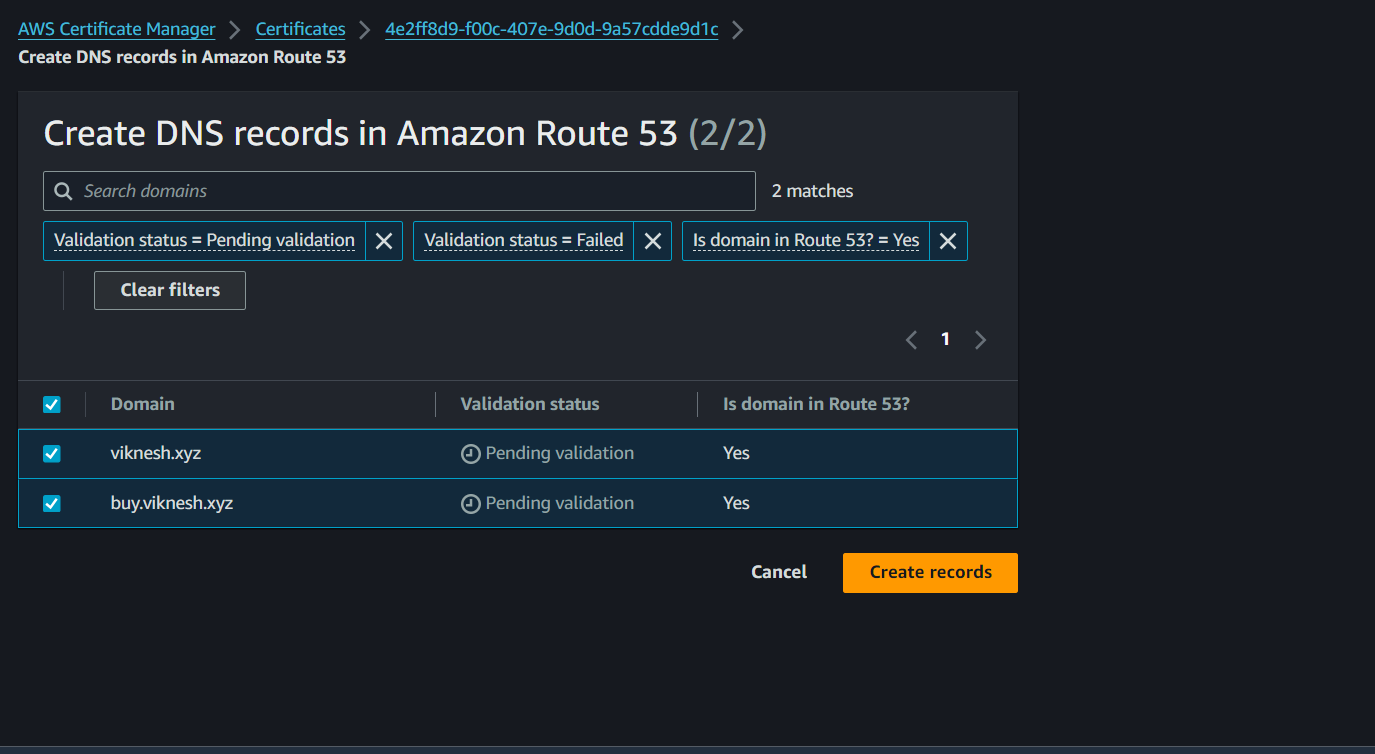 AWS Certificate Manager > Certificates > 4e2ff8d9-f00c-407e-9d0d-9a57cdde9d1c >
Create DNS records in Amazon Route 53
Create DNS records in Amazon Route 53 (2/2)
Search domains 2 matches
Validation status = Pending validation Validation status = Failed Is domain in Route 53? = Yes
Clear filters
1
Domain Validation status Is domain in Route 53?
viknesh.xyz Pending validation Yes
buy.viknesh.xyz Pending validation Yes
Cancel Create records